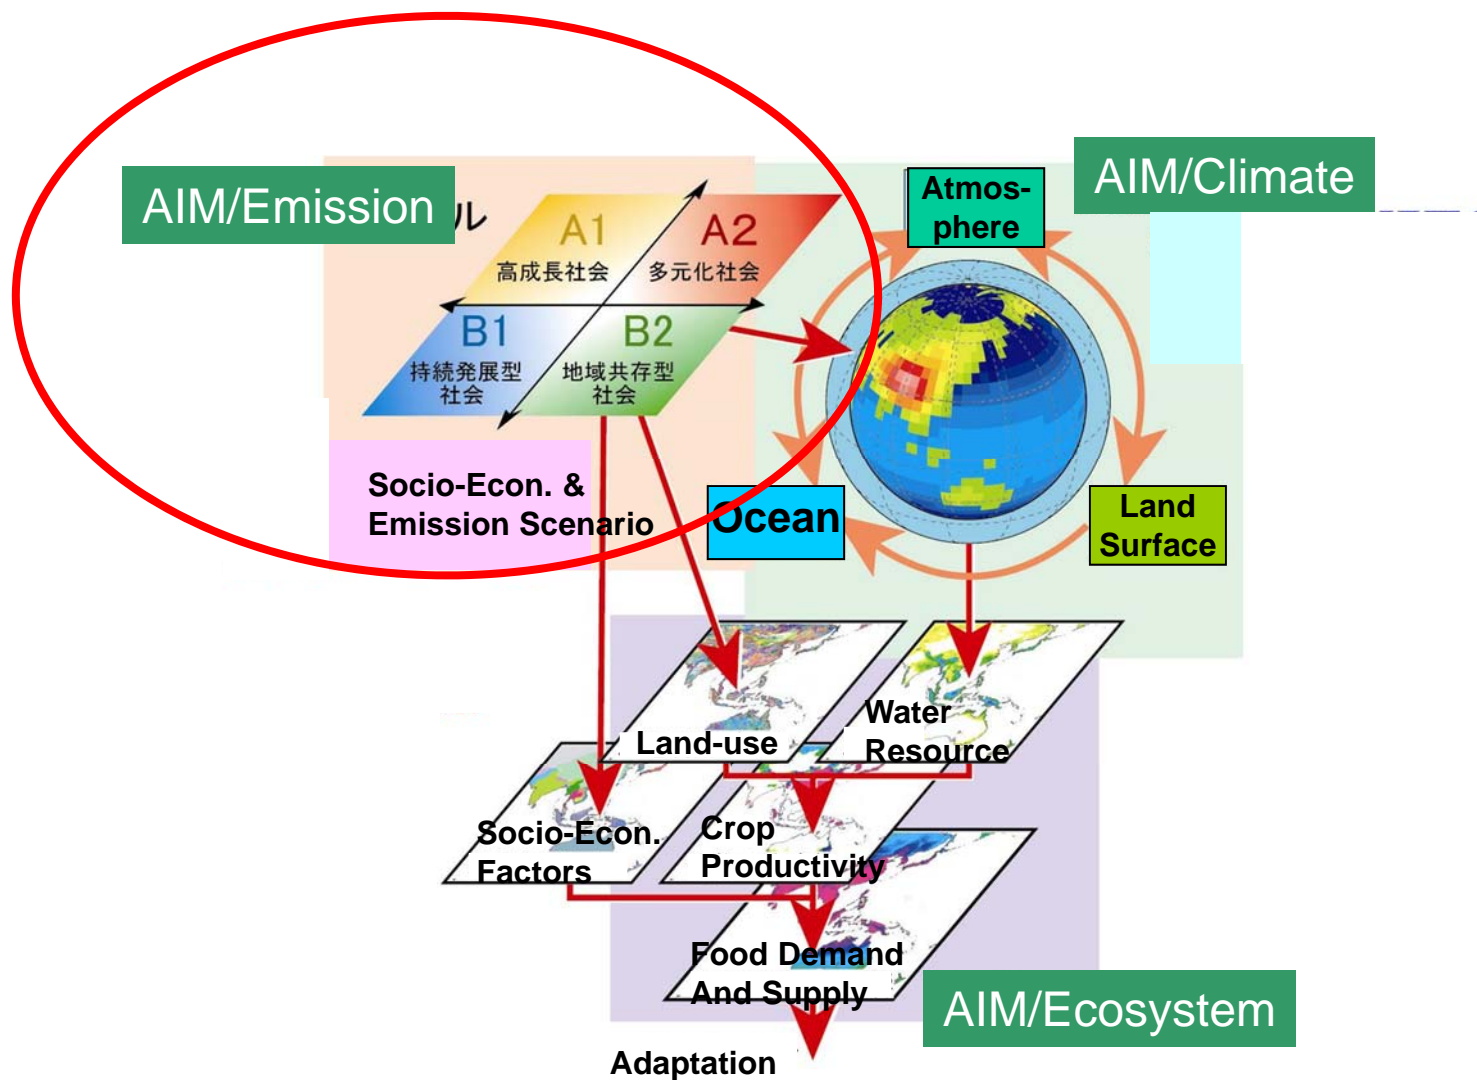 AIM/Emission
ル
AIM/Climate
Atmos-
phere
A1
高成長社会
A2
多元化社会
B1
持続発展型
社会
B2
地域共存型
社会
Socio-Econ. &
Emission Scenario
Ocean
Land
Surface
Land-use
Water
Resource
Socio-Econ.
Factors
Crop
Productivity
Food Demand
And Supply
AIM/Ecosystem
Adaptation